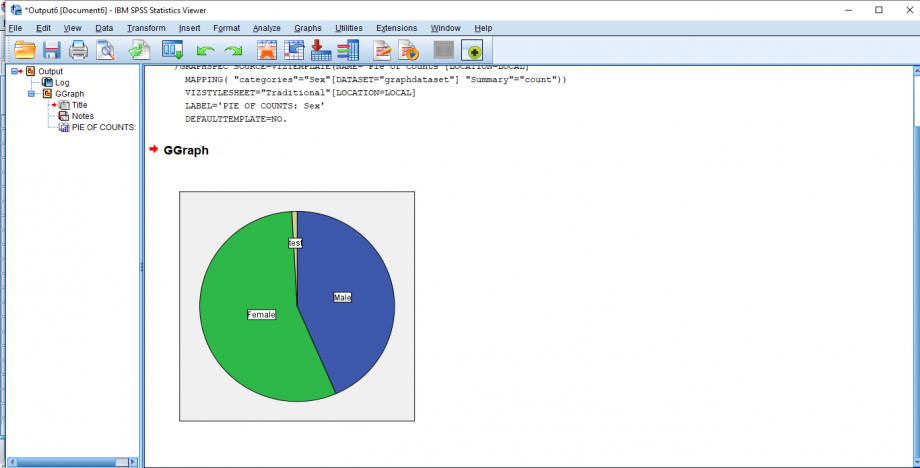 *Output6 [Document6] - IBM SPSS Statistics Viewer
File Edit View Data Transform Insert Format Analyze Graphs Utilities Extensions Window Help
Output
Log
GGraph
Title
Notes
PIE OF COUNTS:
/GRAPHSPEC SOURCE=VIZTEMPLATE(NAME="Pie of Counts"[LOCATION=LOCAL]
MAPPING( "categories"="Sex"[DATASET="graphdataset"] "Summary"="count"))
VIZSTYLESHEET="Traditional"[LOCATION=LOCAL]
LABEL='PIE OF COUNTS: Sex'
DEFAULTTEMPLATE=NO.
GGraph
test
Male
Female